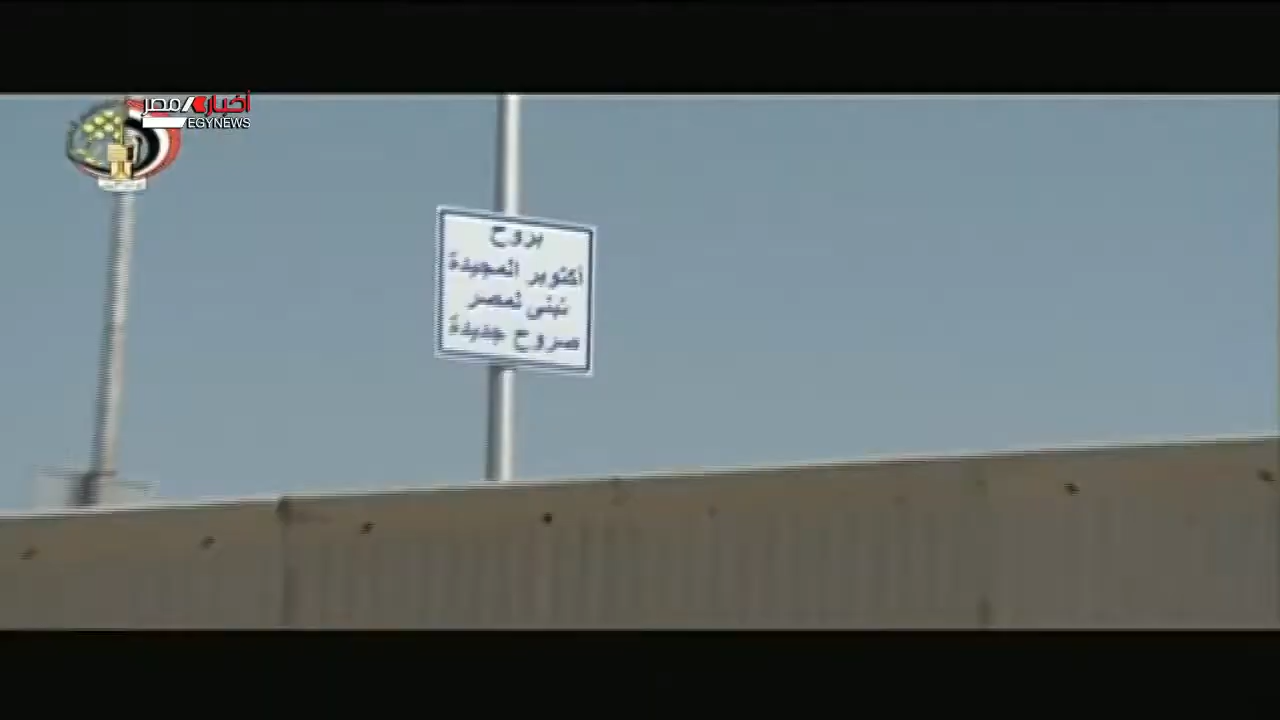 أخبار مصر
EGYNEWS
بروح
أكتوبر المجيدة
نبنى لمصر
صروح جديدة